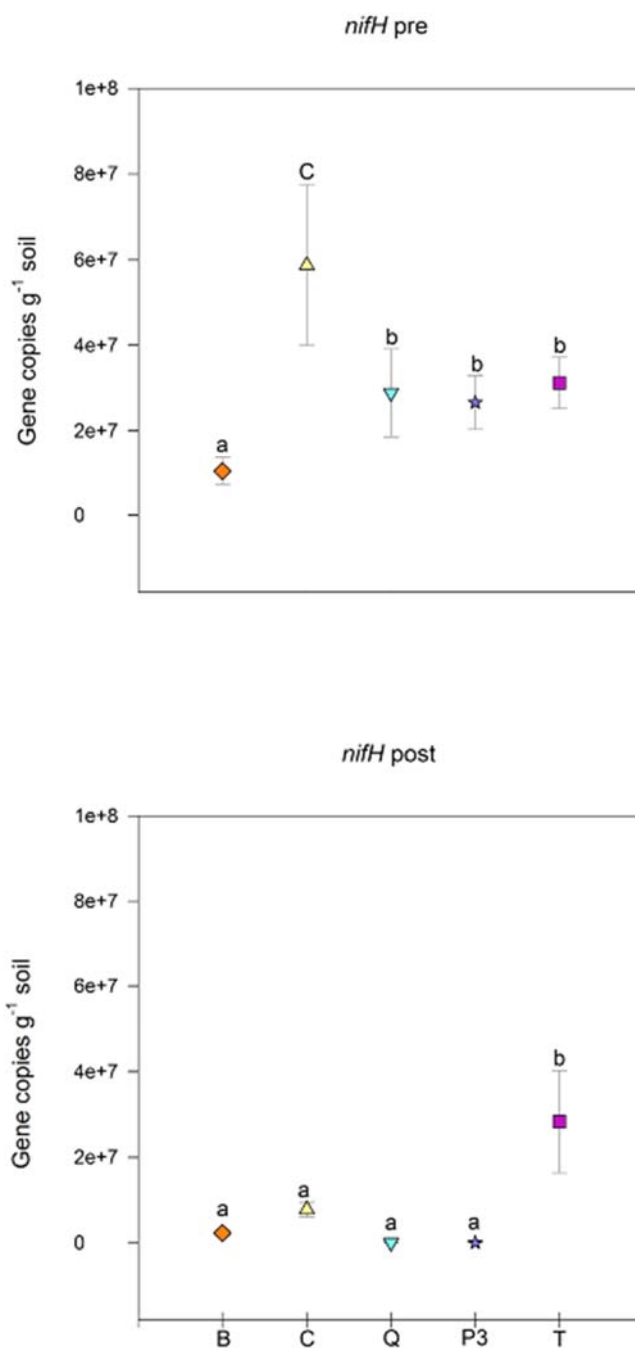 nifH pre
1e+8
8e+7
6e+7
4e+7
2e+7
0
Gene copies g⁻¹ soil
a
C
b
b
b
nifH post
1e+8
8e+7
6e+7
4e+7
2e+7
0
Gene copies g⁻¹ soil
a
a
a
a
b
B C Q P3 T